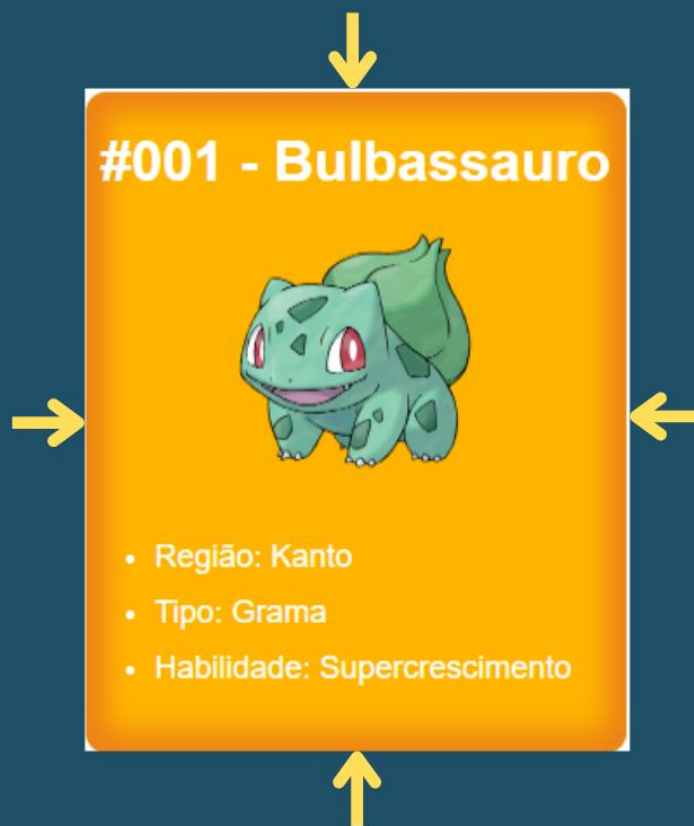 #001 - Bulbassauro
• Região: Kanto
• Tipo: Grama
• Habilidade: Supercrescimento